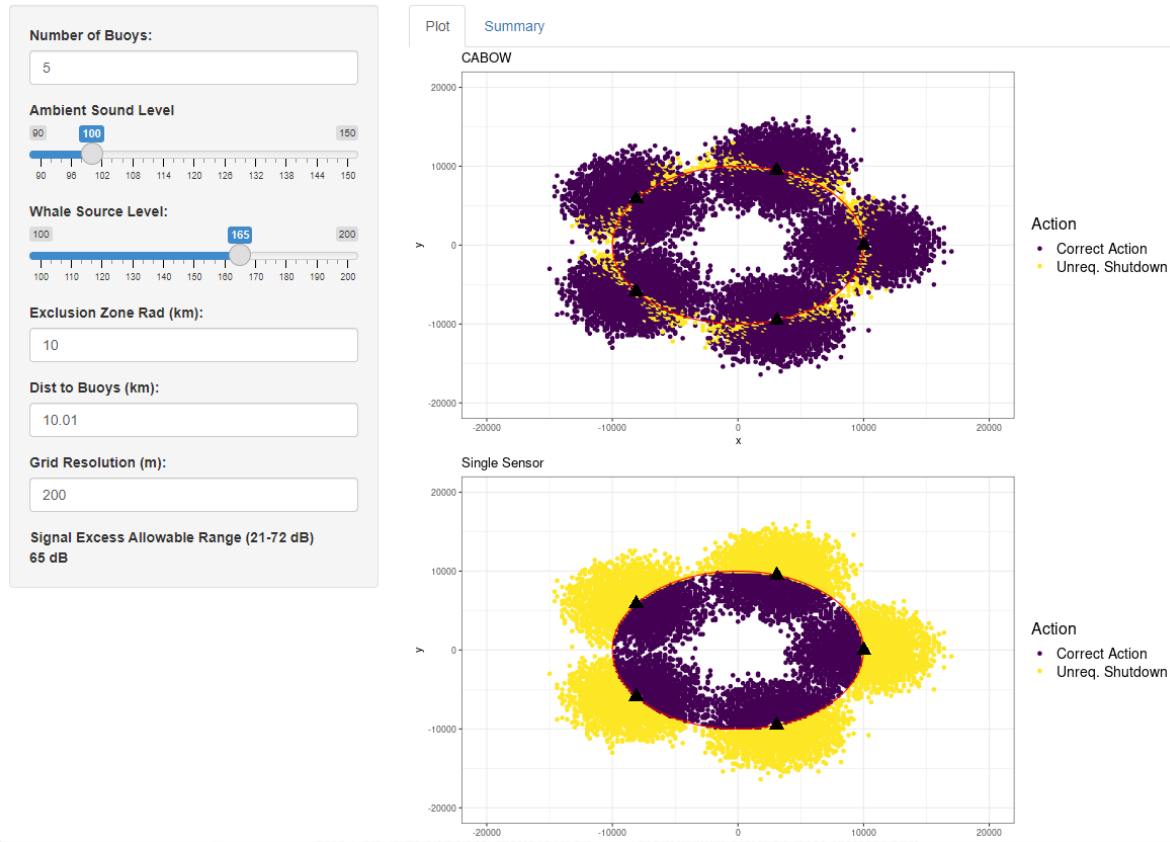 Number of Buoys:
5
Ambient Sound Level
90 100 150
90 96 102 108 114 120 126 132 138 144 150
Whale Source Level:
100 165 200
100 110 120 130 140 150 160 170 180 190 200
Exclusion Zone Rad (km):
10
Dist to Buoys (km):
10.01
Grid Resolution (m):
200
Signal Excess Allowable Range (21-72 dB)
65 dB
Plot Summary
CABOW
20000
10000
0
-10000
-20000
y
-20000 -10000 0 10000 20000
x
Action
Correct Action
Unreq. Shutdown
Single Sensor
20000
10000
0
-10000
-20000
y
-20000 -10000 0 10000 20000
Action
Correct Action
Unreq. Shutdown